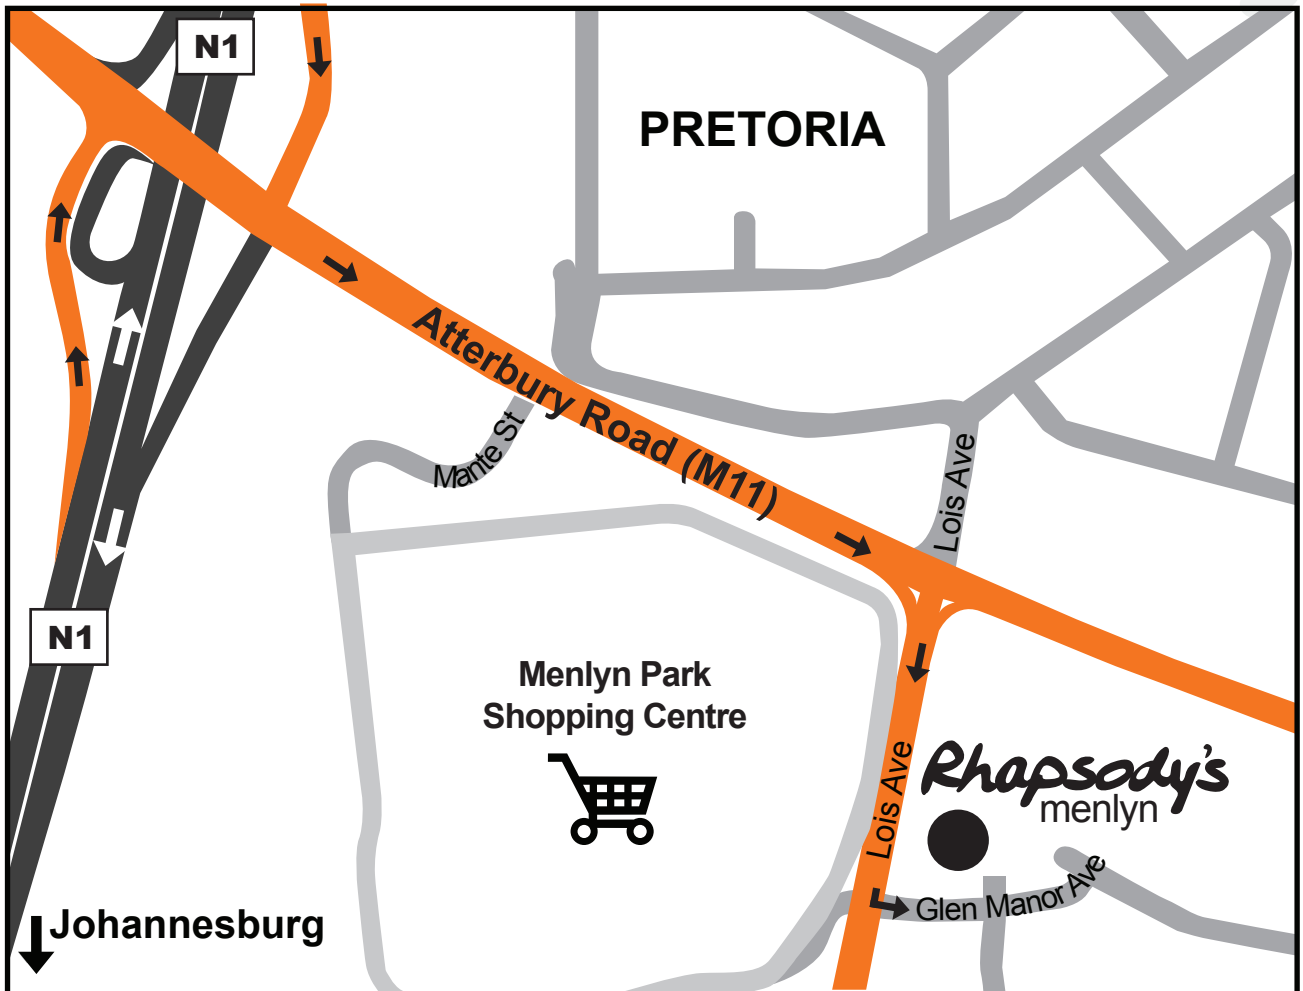 N1
PRETORIA
Atterbury Road (M11)
Mante St
Lois Ave
N1
Menlyn Park
Shopping Centre
Lois Ave
Rhapsody's
menlyn
Glen Manor Ave
Johannesburg